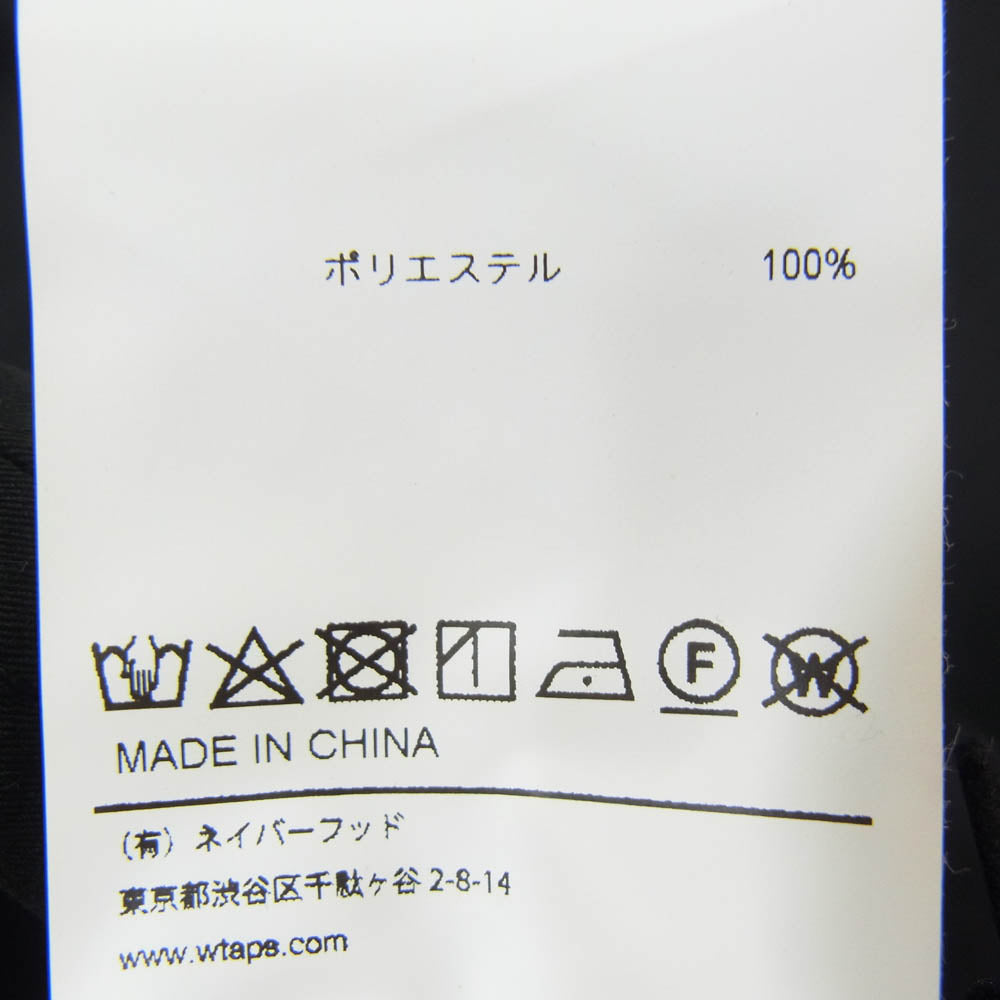 ポリエステル 100%
F W
MADE IN CHINA
(有) ネイバーフッド
東京都渋谷区千駄ヶ谷 2-8-14
www.wtaps.com